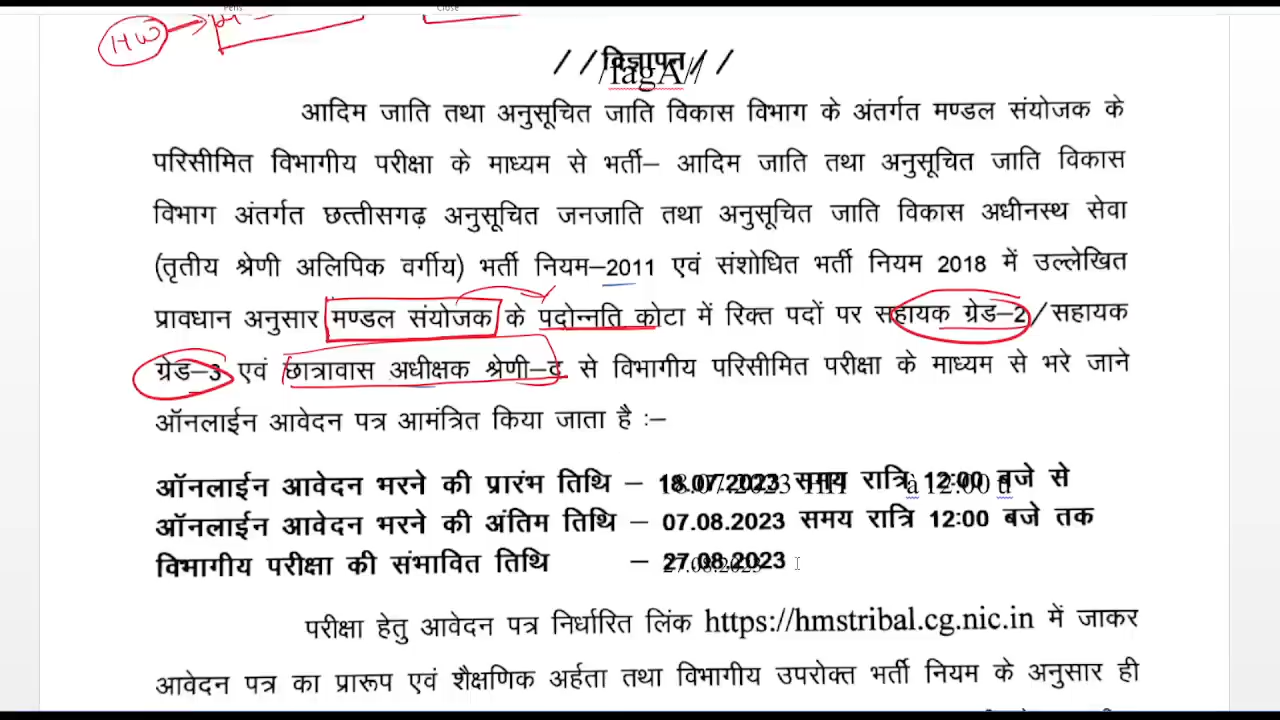 Pens Close
HW
//विज्ञापन//
/lagA//
आदिम जाति तथा अनुसूचित जाति विकास विभाग के अंतर्गत मण्डल संयोजक के
परिसीमित विभागीय परीक्षा के माध्यम से भर्ती– आदिम जाति तथा अनुसूचित जाति विकास
विभाग अंतर्गत छत्तीसगढ़ अनुसूचित जनजाति तथा अनुसूचित जाति विकास अधीनस्थ सेवा
(तृतीय श्रेणी अलिपिक वर्गीय) भर्ती नियम–2011 एवं संशोधित भर्ती नियम 2018 में उल्लेखित
प्रावधान अनुसार मण्डल संयोजक के पदोन्नति कोटा में रिक्त पदों पर सहायक ग्रेड–2/सहायक
ग्रेड–3 एवं छात्रावास अधीक्षक श्रेणी–द से विभागीय परिसीमित परीक्षा के माध्यम से भरे जाने
ऑनलाईन आवेदन पत्र आमंत्रित किया जाता है :–
ऑनलाईन आवेदन भरने की प्रारंभ तिथि – 18.07.2023 समय रात्रि 12:00 बजे से
ऑनलाईन आवेदन भरने की अंतिम तिथि – 07.08.2023 समय रात्रि 12:00 बजे तक
विभागीय परीक्षा की संभावित तिथि – 27.08.2023
परीक्षा हेतु आवेदन पत्र निर्धारित लिंक https://hmstribal.cg.nic.in में जाकर
आवेदन पत्र का प्रारूप एवं शैक्षणिक अर्हता तथा विभागीय उपरोक्त भर्ती नियम के अनुसार ही